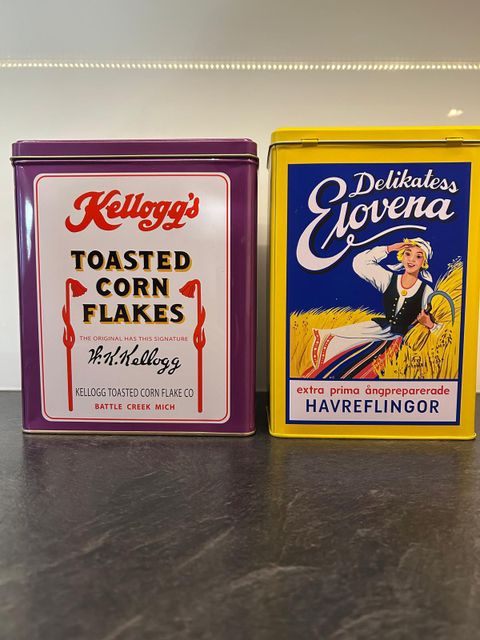 Kellogg's
TOASTED
CORN
FLAKES
THE ORIGINAL HAS THIS SIGNATURE
W.K.Kellogg
KELLOGG TOASTED CORN FLAKE CO
BATTLE CREEK MICH
Delikatess
Elovena
extra prima ångpreparerade
HAVREFLINGOR